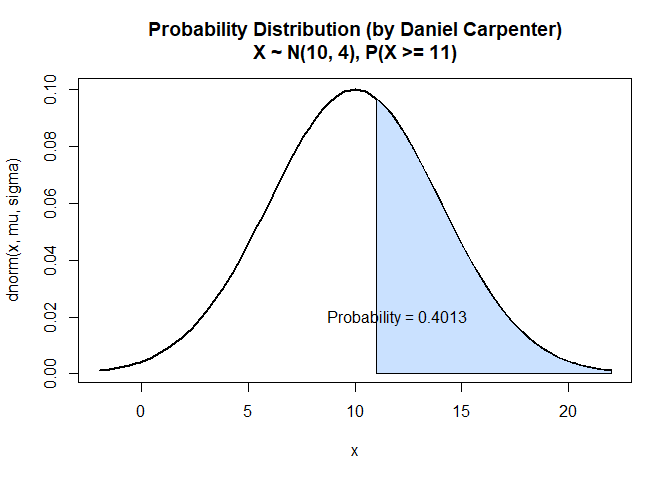 Probability Distribution (by Daniel Carpenter)
X ~ N(10, 4), P(X >= 11)
dnorm(x, mu, sigma)
0.10
0.08
0.06
0.04
0.02
0.00
Probability = 0.4013
0 5 10 15 20
x